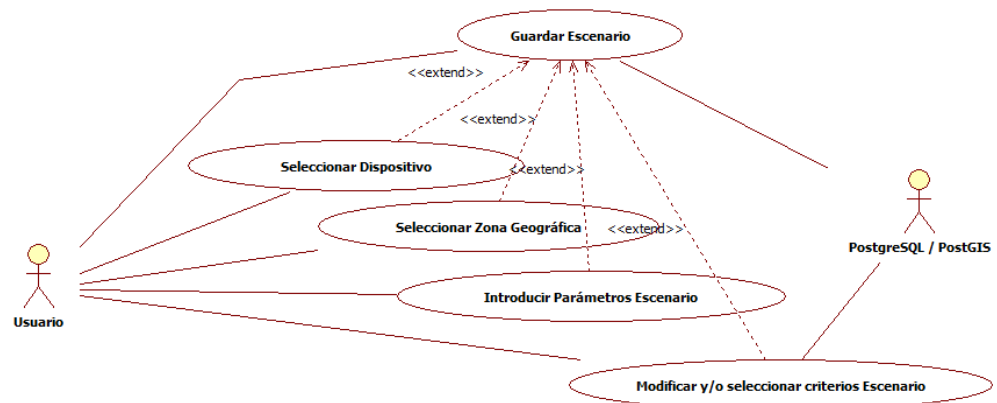 Guardar Escenario
<<extend>>
<<extend>>
Seleccionar Dispositivo
<<extend>>
Seleccionar Zona Geográfica
<<extend>>
PostgreSQL / PostGIS
Introducir Parámetros Escenario
Usuario
Modificar y/o seleccionar criterios Escenario